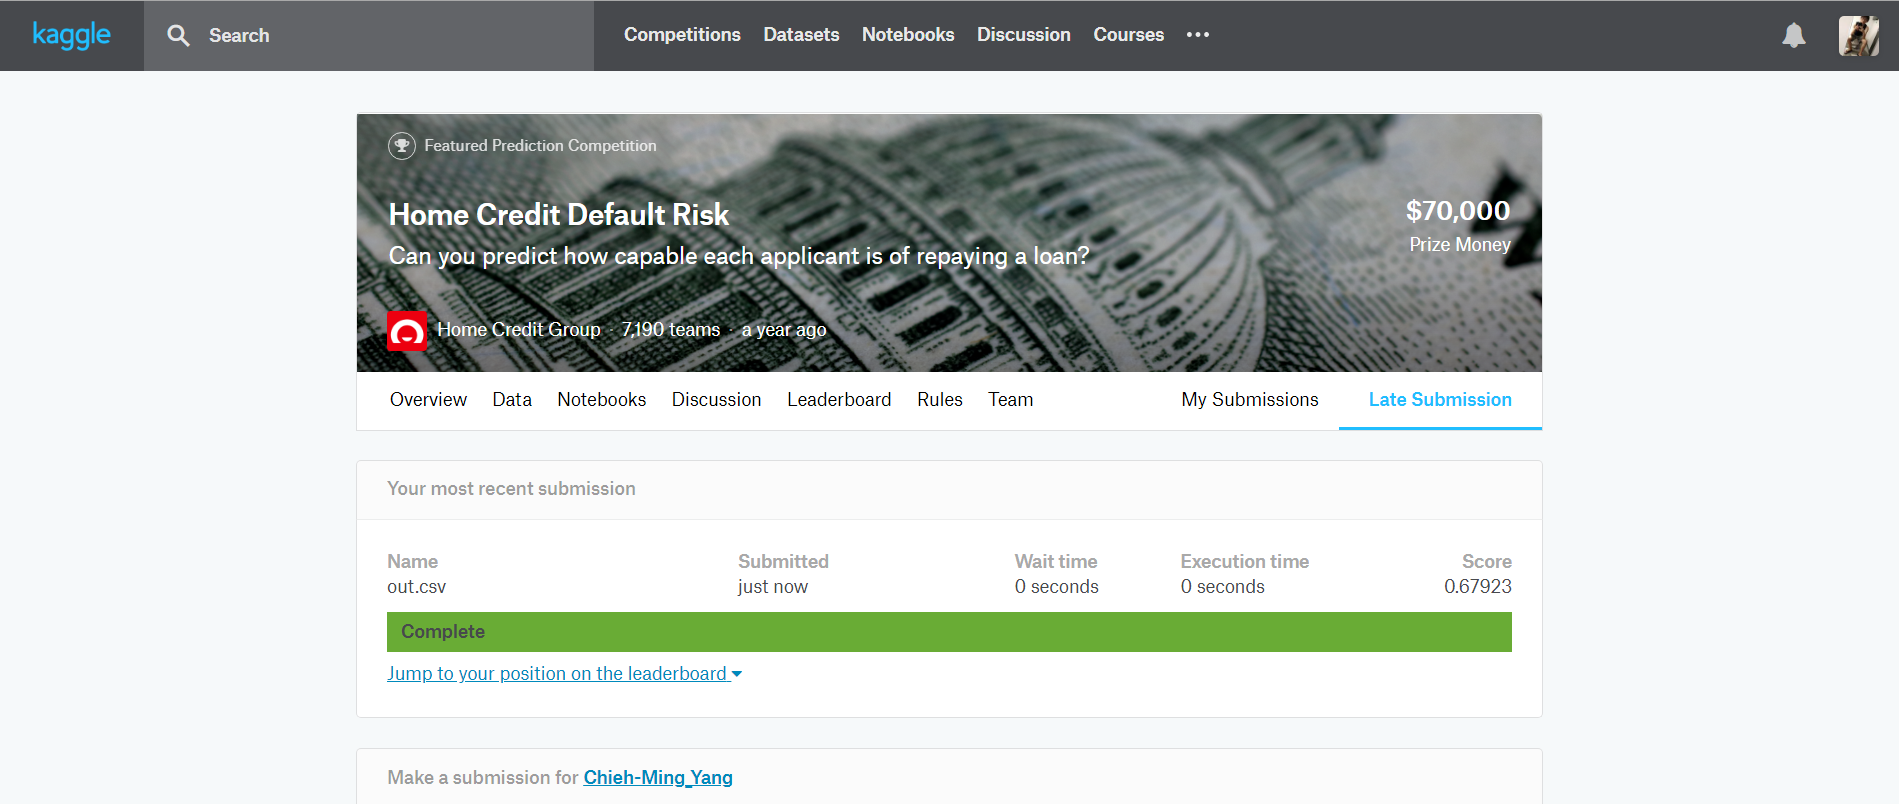 kaggle
Search
Competitions Datasets Notebooks Discussion Courses
Featured Prediction Competition
Home Credit Default Risk
Can you predict how capable each applicant is of repaying a loan?
$70,000
Prize Money
Home Credit Group · 7,190 teams · a year ago
Overview Data Notebooks Discussion Leaderboard Rules Team My Submissions Late Submission
Your most recent submission
Name Submitted Wait time Execution time Score
out.csv just now 0 seconds 0 seconds 0.67923
Complete
Jump to your position on the leaderboard
Make a submission for Chieh-Ming_Yang